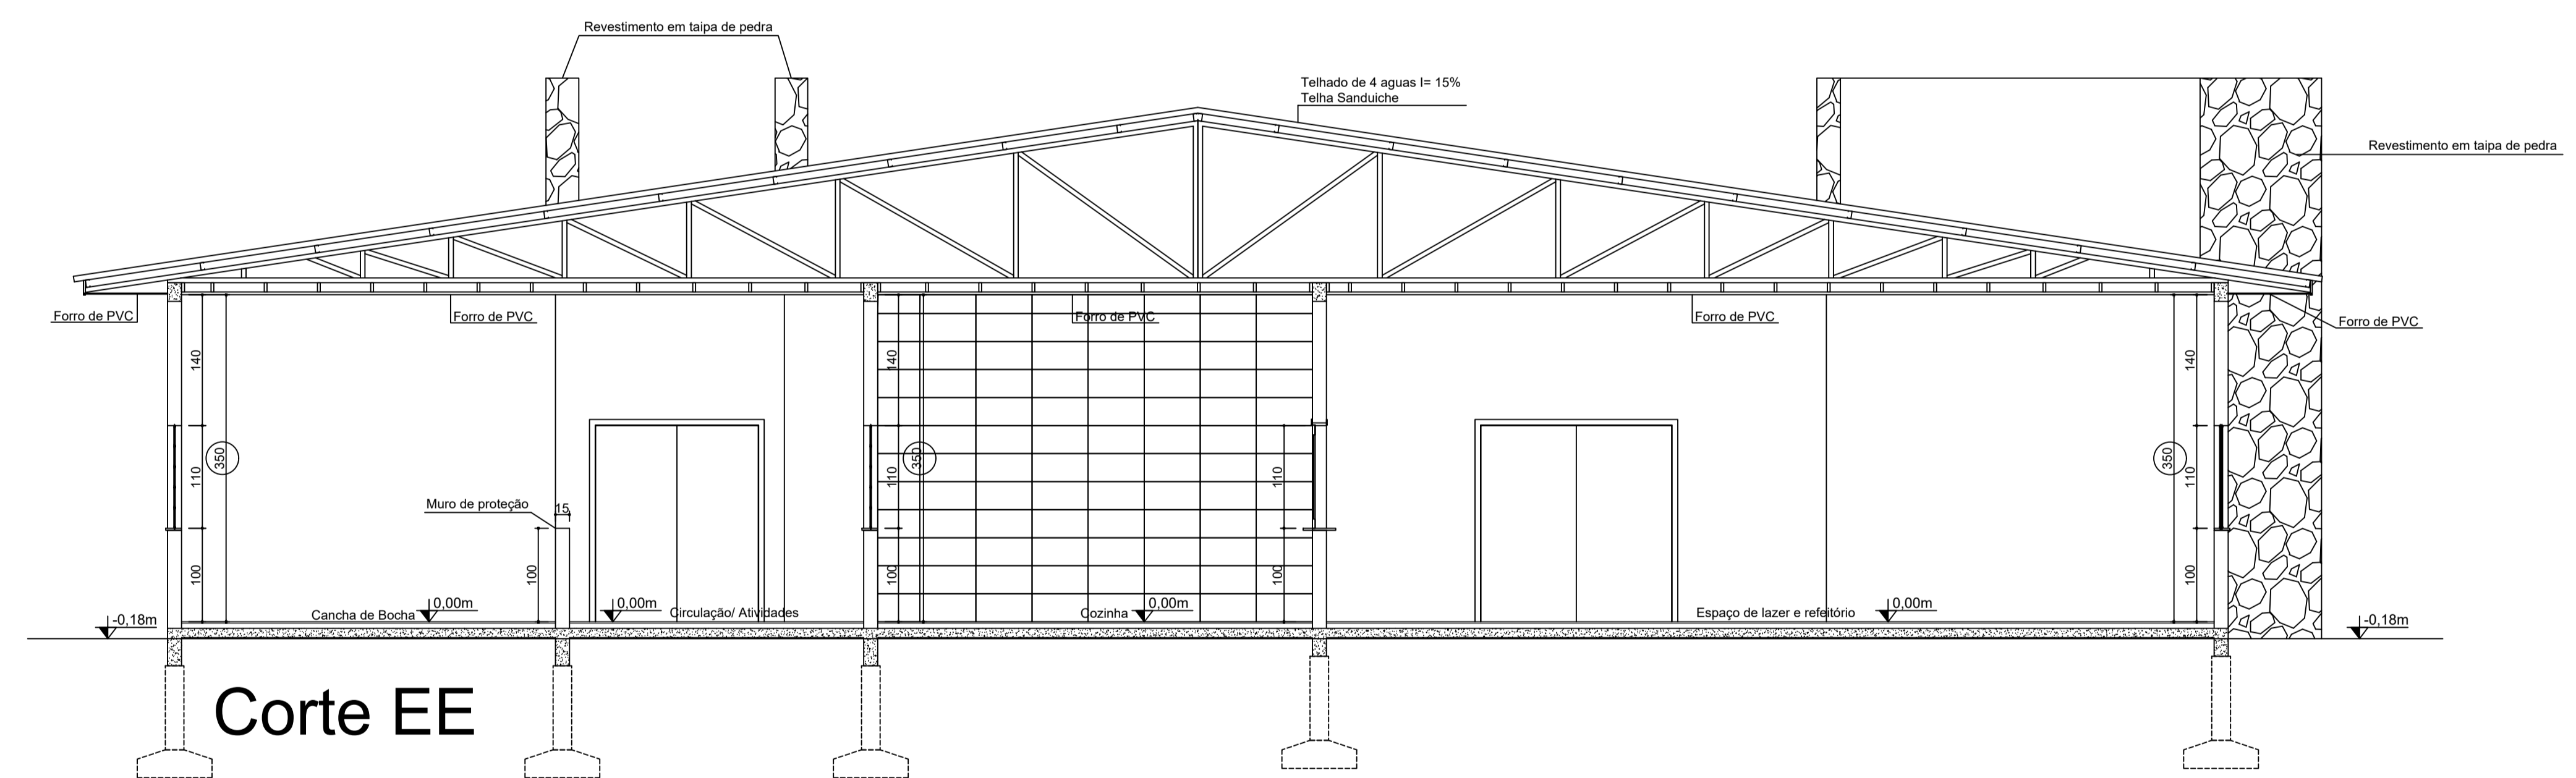 Revestimento em taipa de pedra
Telhado de 4 aguas I= 15%
Telha Sanduiche
Revestimento em taipa de pedra
Forro de PVC
Forro de PVC
Forro de PVC
Forro de PVC
Forro de PVC
140
140
140
350
350
350
110
110
110
110
Muro de proteção
15
100
100
100
100
100
Cancha de Bocha
0,00m
0,00m
Circulação/ Atividades
Cozinha
0,00m
Espaço de lazer e refeitório
0,00m
-0,18m
-0,18m
Corte EE